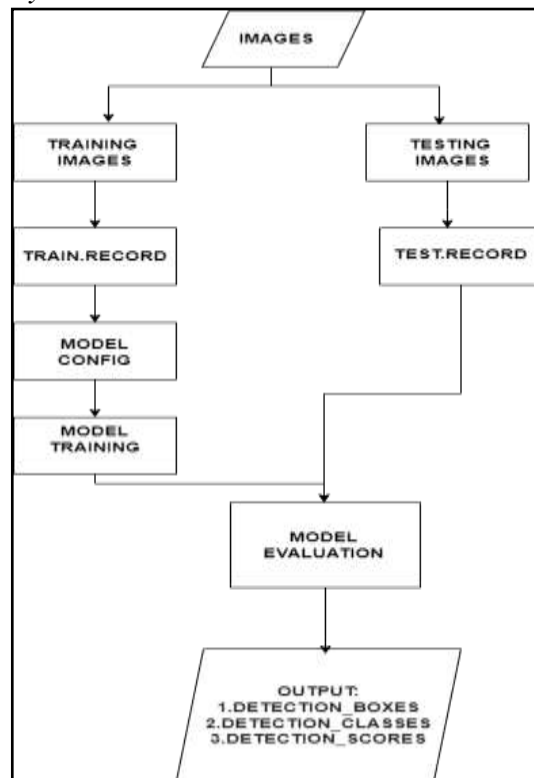 IMAGES
TRAINING
IMAGES
TESTING
IMAGES
TRAIN.RECORD
TEST.RECORD
MODEL
CONFIG
MODEL
TRAINING
MODEL
EVALUATION
OUTPUT:
1.DETECTION_BOXES
2.DETECTION_CLASSES
3.DETECTION_SCORES